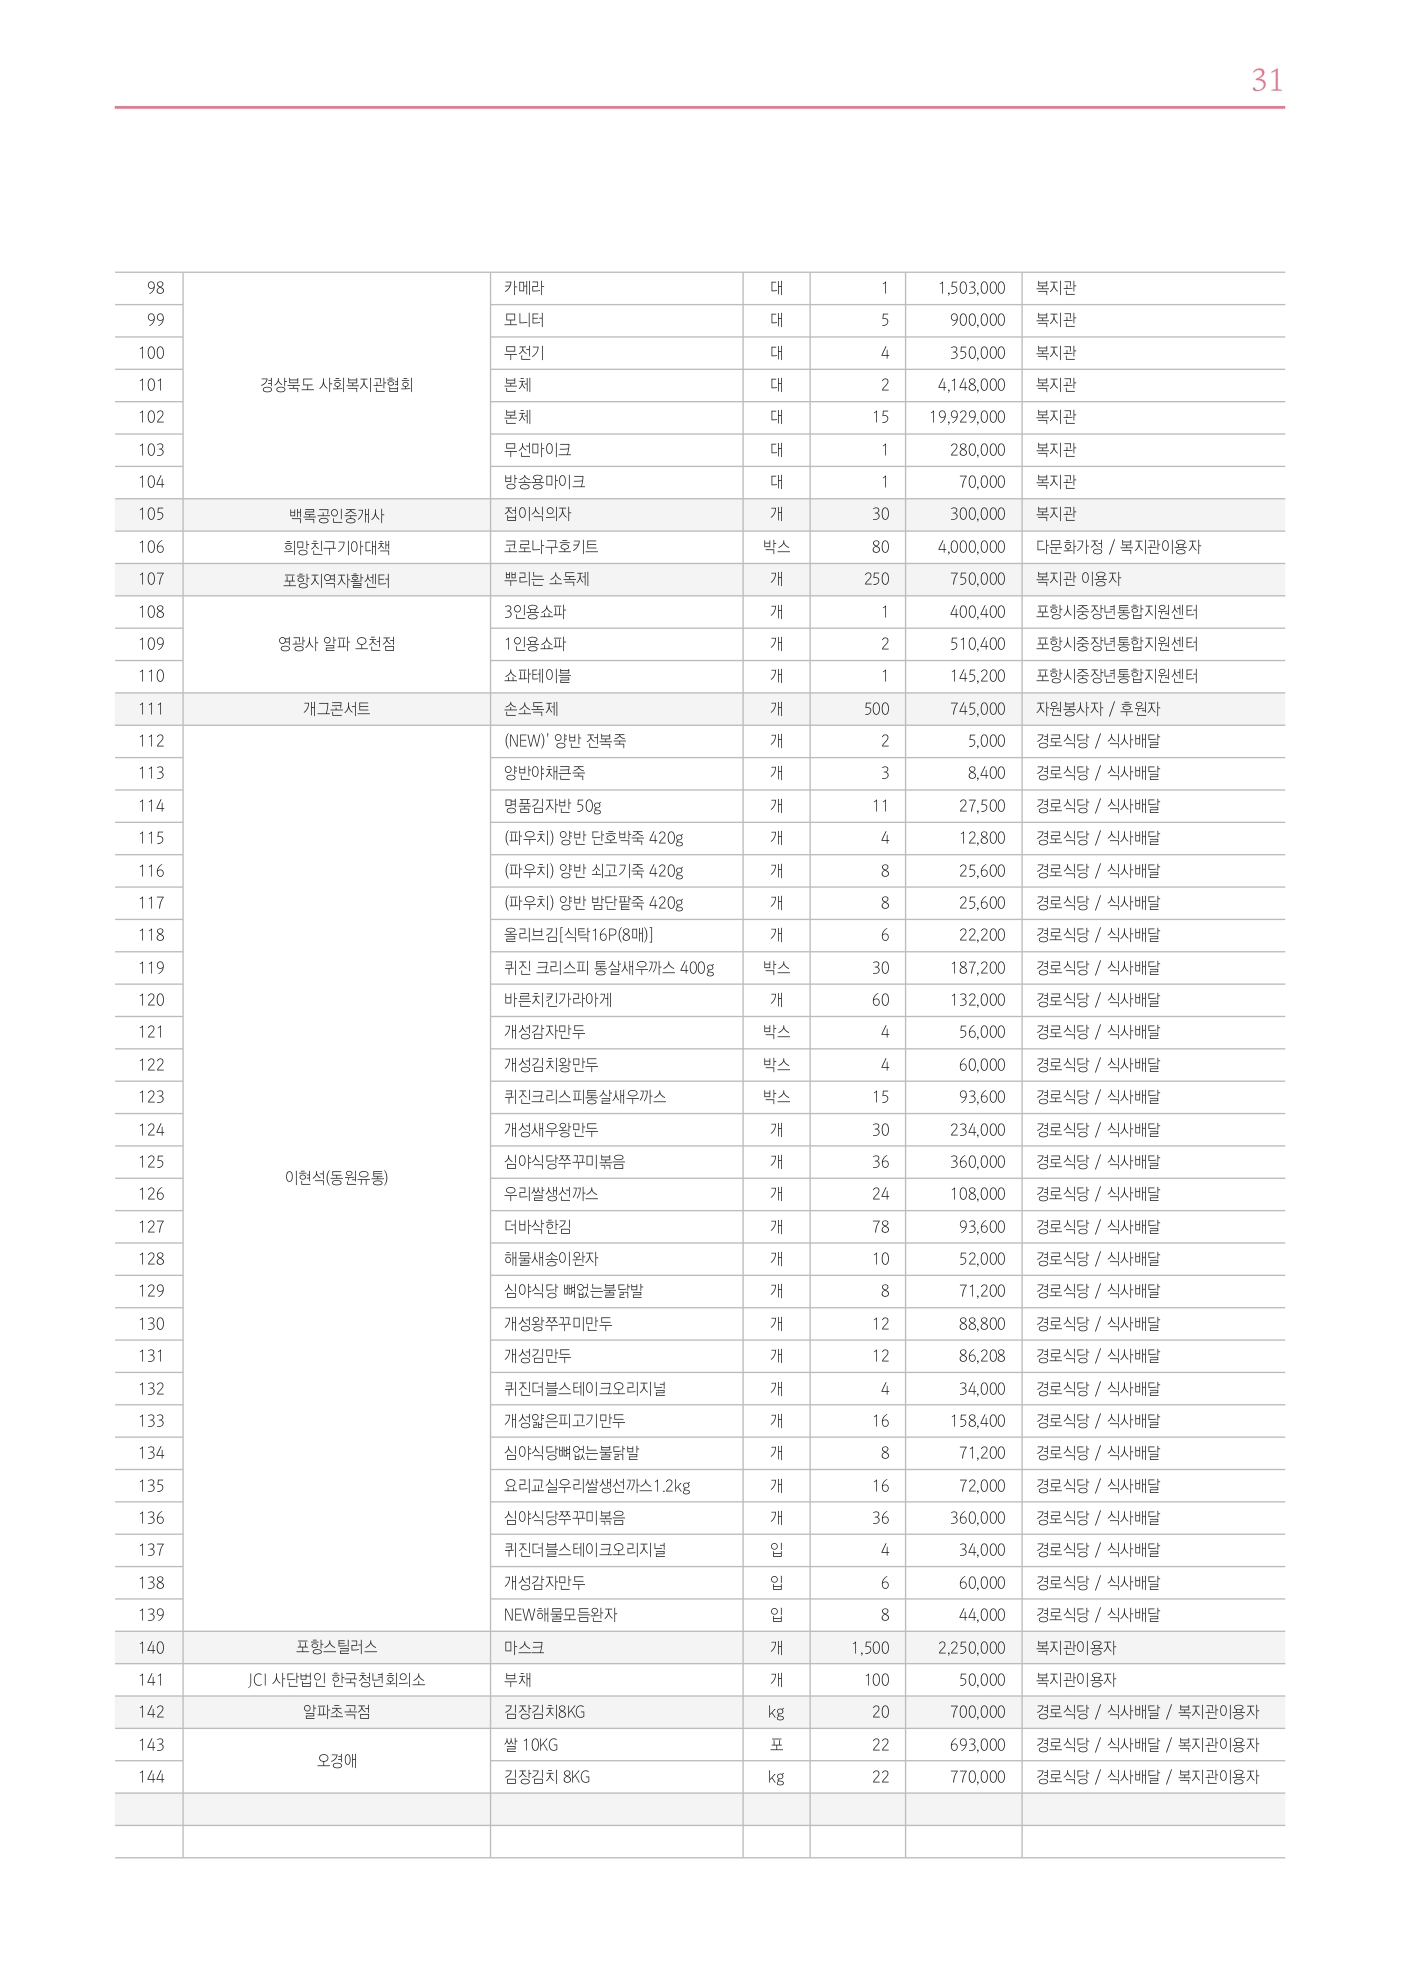 31
98 카메라 대 1 1,503,000 복지관
99 모니터 대 5 900,000 복지관
100 무전기 대 4 350,000 복지관
101 경상북도 사회복지관협회 본체 대 2 4,148,000 복지관
102 본체 대 15 19,929,000 복지관
103 무선마이크 대 1 280,000 복지관
104 방송용마이크 대 1 70,000 복지관
105 백록공인중개사 접이식의자 개 30 300,000 복지관
106 희망친구기아대책 코로나구호키트 박스 80 4,000,000 다문화가정 / 복지관이용자
107 포항지역자활센터 뿌리는 소독제 개 250 750,000 복지관 이용자
108 3인용쇼파 개 1 400,400 포항시중장년통합지원센터
109 영광사 알파 오천점 1인용쇼파 개 2 510,400 포항시중장년통합지원센터
110 쇼파테이블 개 1 145,200 포항시중장년통합지원센터
111 개그콘서트 손소독제 개 500 745,000 자원봉사자 / 후원자
112 (NEW)' 양반 전복죽 개 2 5,000 경로식당 / 식사배달
113 양반야채큰죽 개 3 8,400 경로식당 / 식사배달
114 명품김자반 50g 개 11 27,500 경로식당 / 식사배달
115 (파우치) 양반 단호박죽 420g 개 4 12,800 경로식당 / 식사배달
116 (파우치) 양반 쇠고기죽 420g 개 8 25,600 경로식당 / 식사배달
117 (파우치) 양반 밤단팥죽 420g 개 8 25,600 경로식당 / 식사배달
118 올리브김[식탁16P(8매)] 개 6 22,200 경로식당 / 식사배달
119 퀴진 크리스피 통살새우까스 400g 박스 30 187,200 경로식당 / 식사배달
120 바른치킨가라아게 개 60 132,000 경로식당 / 식사배달
121 개성감자만두 박스 4 56,000 경로식당 / 식사배달
122 개성김치왕만두 박스 4 60,000 경로식당 / 식사배달
123 퀴진크리스피통살새우까스 박스 15 93,600 경로식당 / 식사배달
124 개성새우왕만두 개 30 234,000 경로식당 / 식사배달
125 심야식당쭈꾸미볶음 개 36 360,000 경로식당 / 식사배달
이현석(동원유통)
126 우리쌀생선까스 개 24 108,000 경로식당 / 식사배달
127 더바삭한김 개 78 93,600 경로식당 / 식사배달
128 해물새송이완자 개 10 52,000 경로식당 / 식사배달
129 심야식당 뼈없는불닭발 개 8 71,200 경로식당 / 식사배달
130 개성왕쭈꾸미만두 개 12 88,800 경로식당 / 식사배달
131 개성김만두 개 12 86,208 경로식당 / 식사배달
132 퀴진더블스테이크오리지널 개 4 34,000 경로식당 / 식사배달
133 개성얇은피고기만두 개 16 158,400 경로식당 / 식사배달
134 심야식당뼈없는불닭발 개 8 71,200 경로식당 / 식사배달
135 요리교실우리쌀생선까스1.2kg 개 16 72,000 경로식당 / 식사배달
136 심야식당쭈꾸미볶음 개 36 360,000 경로식당 / 식사배달
137 퀴진더블스테이크오리지널 입 4 34,000 경로식당 / 식사배달
138 개성감자만두 입 6 60,000 경로식당 / 식사배달
139 NEW해물모듬완자 입 8 44,000 경로식당 / 식사배달
140 포항스틸러스 마스크 개 1,500 2,250,000 복지관이용자
141 JCI 사단법인 한국청년회의소 부채 개 100 50,000 복지관이용자
142 알파초곡점 김장김치8KG kg 20 700,000 경로식당 / 식사배달 / 복지관이용자
143 쌀 10KG 포 22 693,000 경로식당 / 식사배달 / 복지관이용자
오경애
144 김장김치 8KG kg 22 770,000 경로식당 / 식사배달 / 복지관이용자